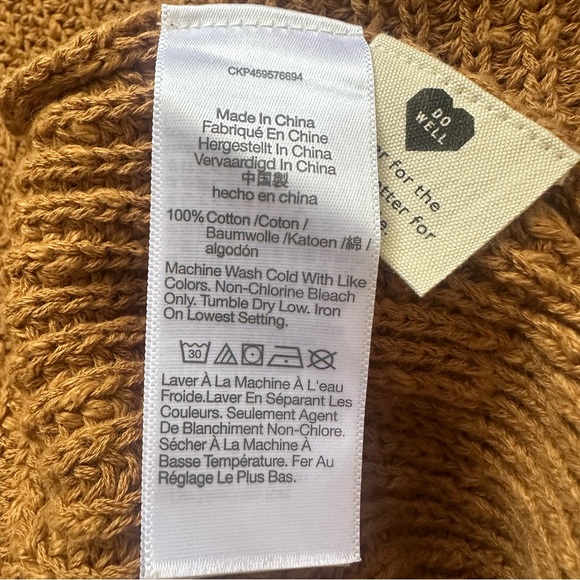 CKP459576694
Made In China
Fabriqué En Chine
Hergestellt In China
Vervaardigd In China
中国製
hecho en china
100% Cotton /Coton /
Baumwolle /Katoen /綿 /
algodón
Machine Wash Cold With Like
Colors. Non-Chlorine Bleach
Only. Tumble Dry Low. Iron
On Lowest Setting.
30
Laver À La Machine À L'eau
Froide.Laver En Séparant Les
Couleurs. Seulement Agent
De Blanchiment Non-Chlore.
Sécher À La Machine À
Basse Température. Fer Au
Réglage Le Plus Bas.
DO
WELL
for the
for